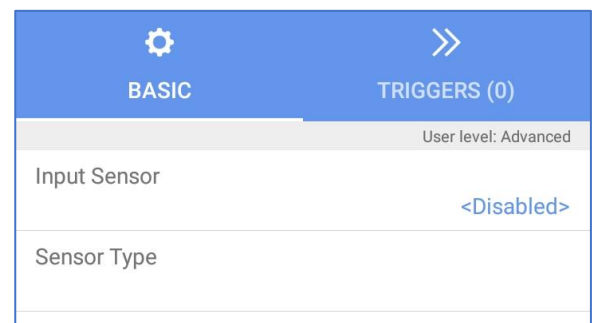 BASIC
TRIGGERS (0)
User level: Advanced
Input Sensor
<Disabled>
Sensor Type